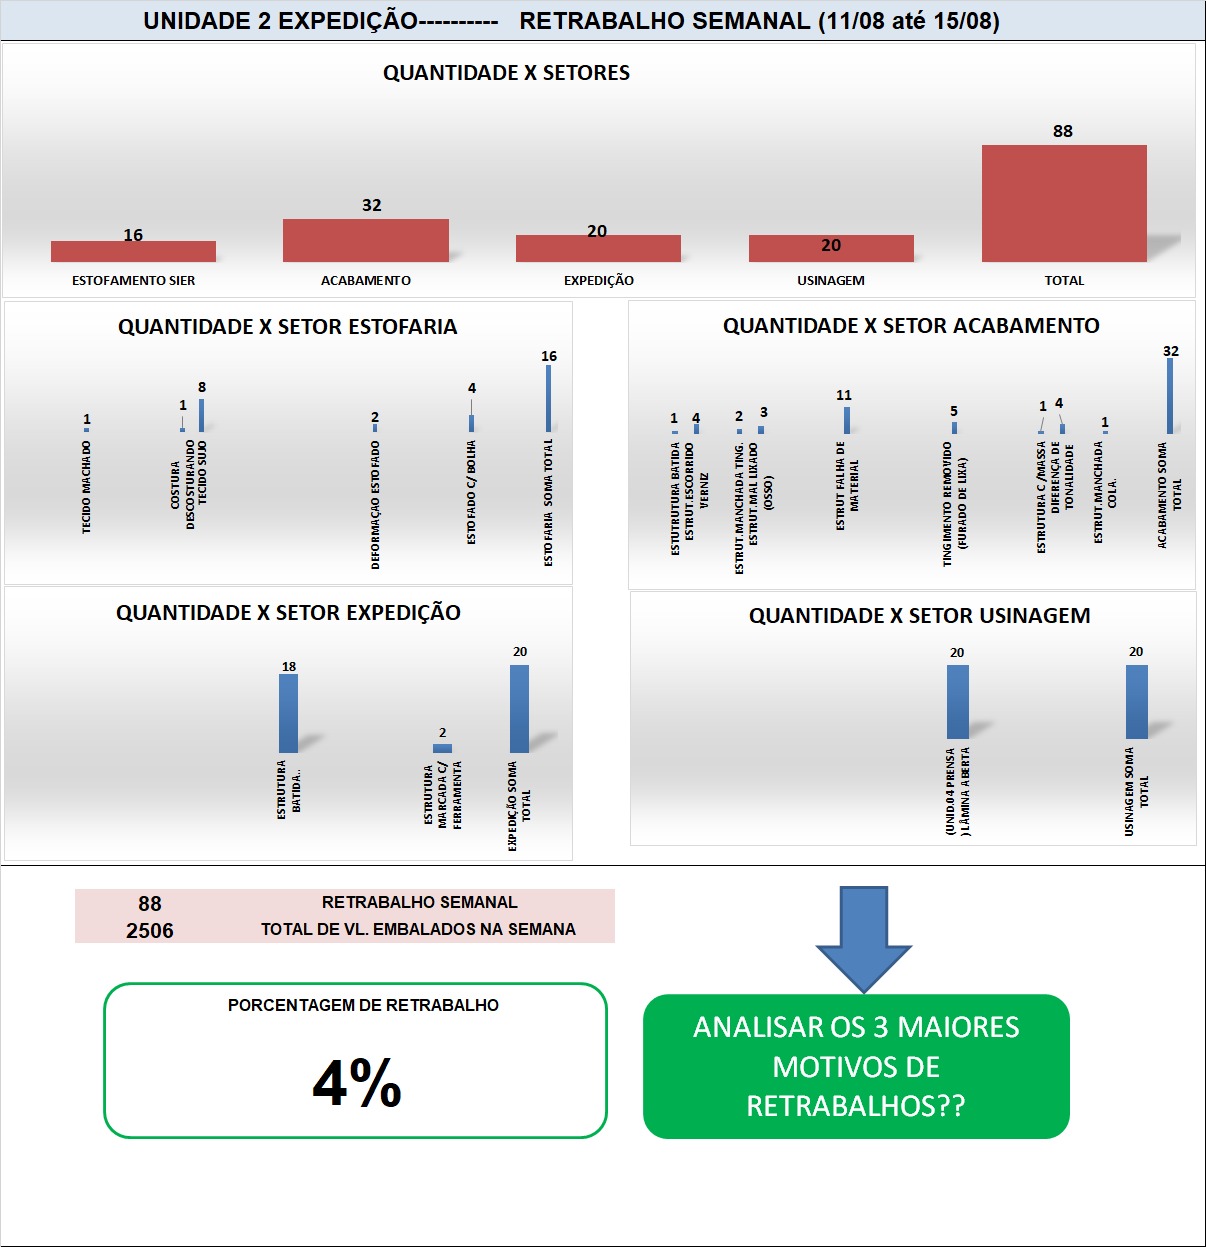 UNIDADE 2 EXPEDIÇÃO---------- RETRABALHO SEMANAL (11/08 até 15/08)
QUANTIDADE X SETORES
16
32
20
20
88
ESTOFAMENTO SIER
ACABAMENTO
EXPEDIÇÃO
USINAGEM
TOTAL
QUANTIDADE X SETOR ESTOFARIA
1
1
8
2
4
16
TECIDO MACHADO
COSTURA
DESCOSTURANDO
TECIDO SUJO
DEFORMAÇAO ESTOFADO
ESTOFADO C/ BOLHA
ESTOFARIA SOMA TOTAL
QUANTIDADE X SETOR ACABAMENTO
1
4
2
3
11
5
1
4
1
32
ESTUTRUTURA BATIDA
ESTRUT.ESCORRIDO
VERNIZ
ESTRUT.MANCHADA TING.
ESTRUT.MAL LIXADO
(OSSO)
ESTRUT FALHA DE
MATERIAL
TINGIMENTO REMOVIDO
(FURADO DE LIXA)
ESTRUTURA C /MASSA
DIFERENÇA DE
TONALIDADE
ESTRUT.MANCHADA
COLA.
ACABAMENTO SOMA
TOTAL
QUANTIDADE X SETOR EXPEDIÇÃO
18
2
20
ESTRUTURA
BATIDA..
ESTRUTURA
MARCADA C/
FERRAMENTA
EXPEDIÇÃO SOMA
TOTAL
QUANTIDADE X SETOR USINAGEM
20
20
(UNID.04 PRENSA
) LÂMINA ABERTA
USINAGEM SOMA
TOTAL
88 RETRABALHO SEMANAL
2506 TOTAL DE VL. EMBALADOS NA SEMANA
PORCENTAGEM DE RETRABALHO
4%
ANALISAR OS 3 MAIORES
MOTIVOS DE
RETRABALHOS??